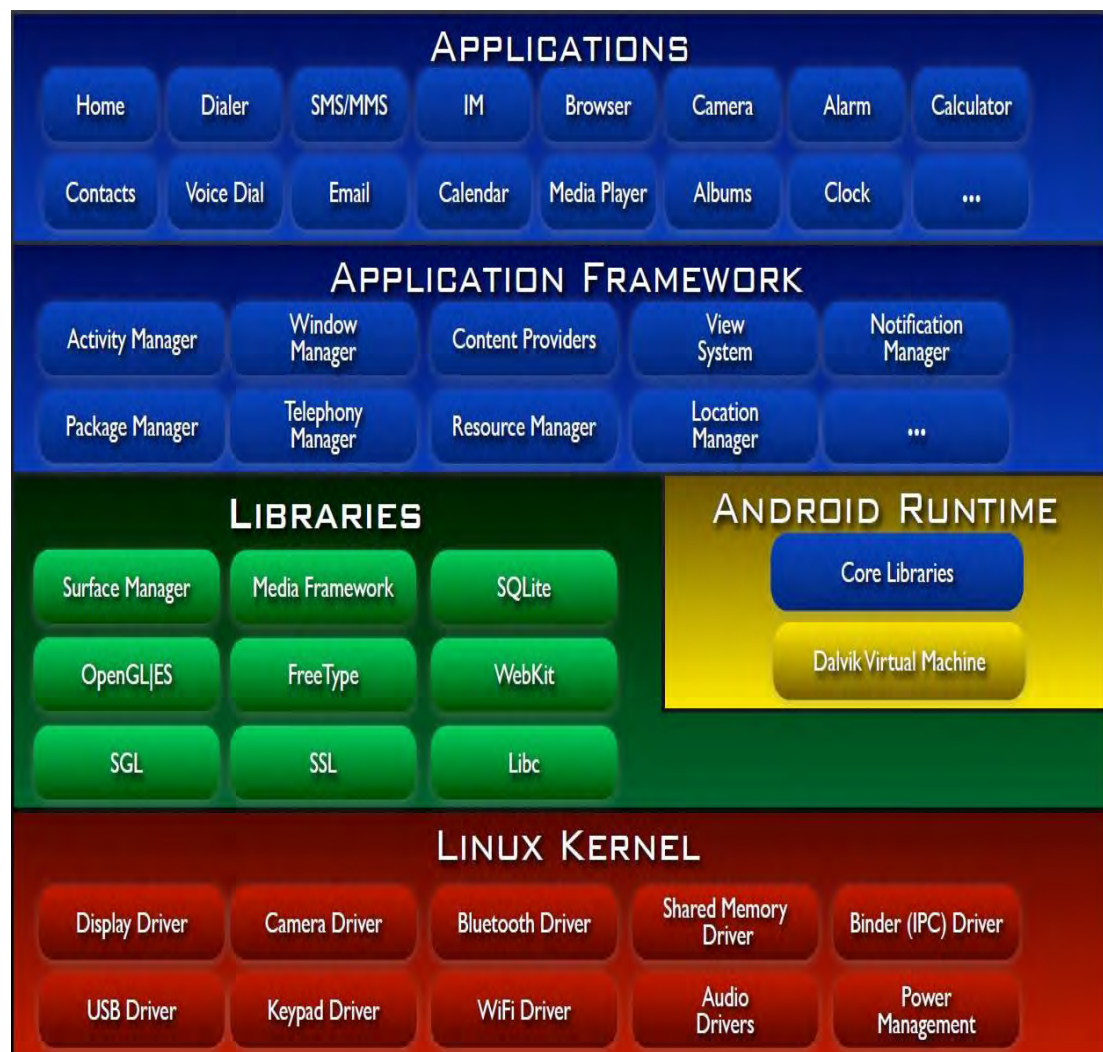 APPLICATIONS
Home
Dialer
SMS/MMS
IM
Browser
Camera
Alarm
Calculator
Contacts
Voice Dial
Email
Calendar
Media Player
Albums
Clock
...
APPLICATION FRAMEWORK
Activity Manager
Window
Manager
Content Providers
View
System
Notification
Manager
Package Manager
Telephony
Manager
Resource Manager
Location
Manager
...
LIBRARIES
Surface Manager
Media Framework
SQLite
OpenGL|ES
FreeType
WebKit
SGL
SSL
Libc
ANDROID RUNTIME
Core Libraries
Dalvik Virtual Machine
LINUX KERNEL
Display Driver
Camera Driver
Bluetooth Driver
Shared Memory
Driver
Binder (IPC) Driver
USB Driver
Keypad Driver
WiFi Driver
Audio
Drivers
Power
Management